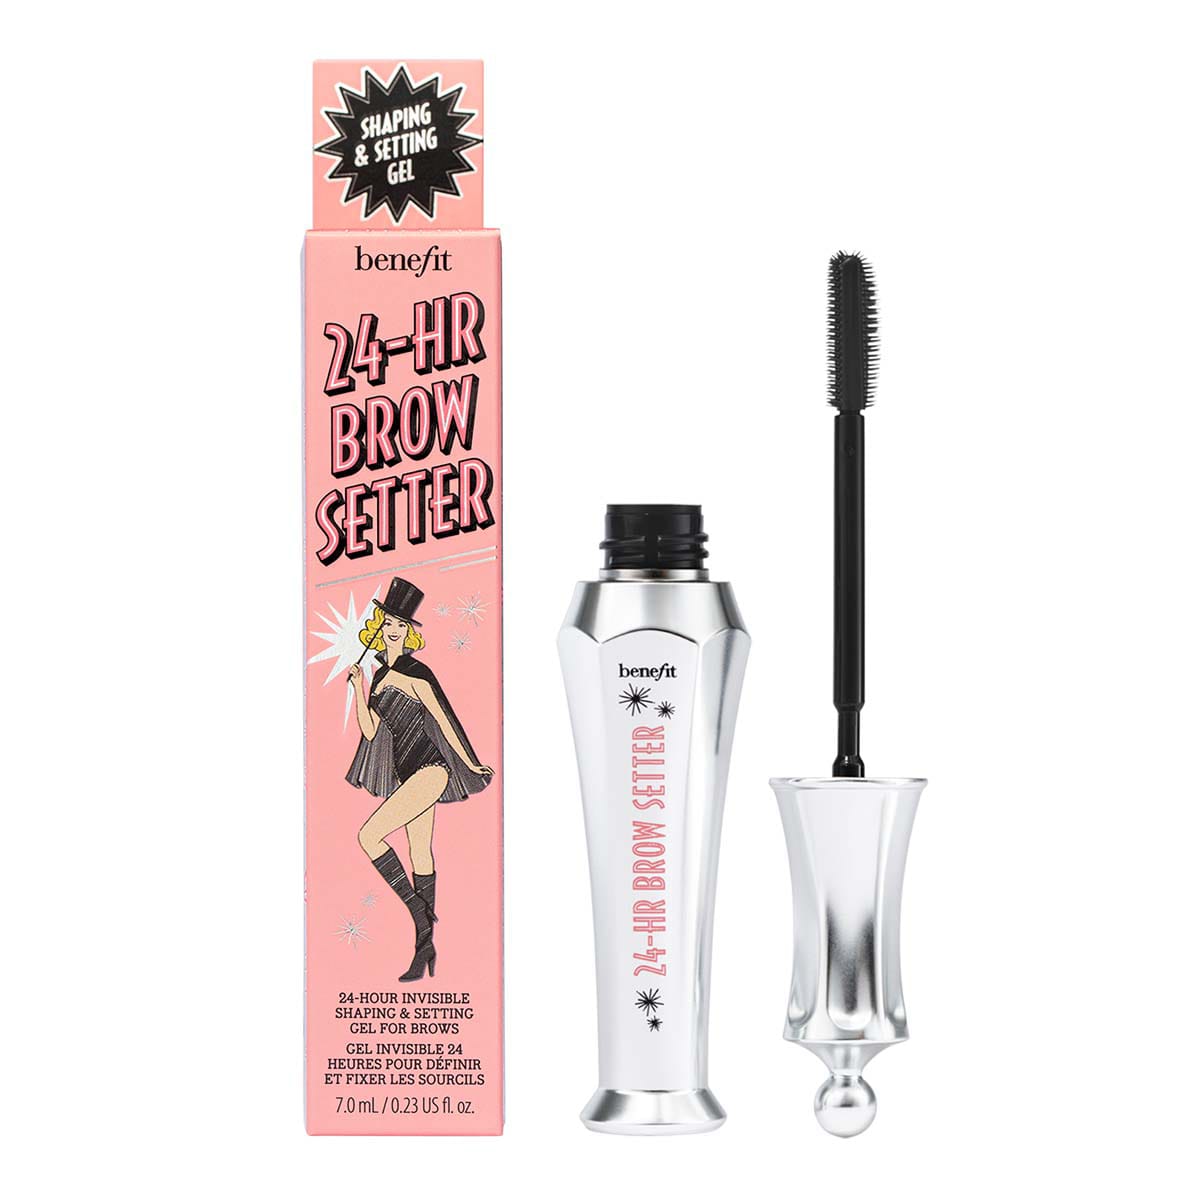 SHAPING
& SETTING
GEL
benefit
24-HR
BROW
SETTER
24-HOUR INVISIBLE
SHAPING & SETTING
GEL FOR BROWS
GEL INVISIBLE 24
HEURES POUR DÉFINIR
ET FIXER LES SOURCILS
7.0 mL / 0.23 US fl. oz.
benefit
24-HR BROW SETTER